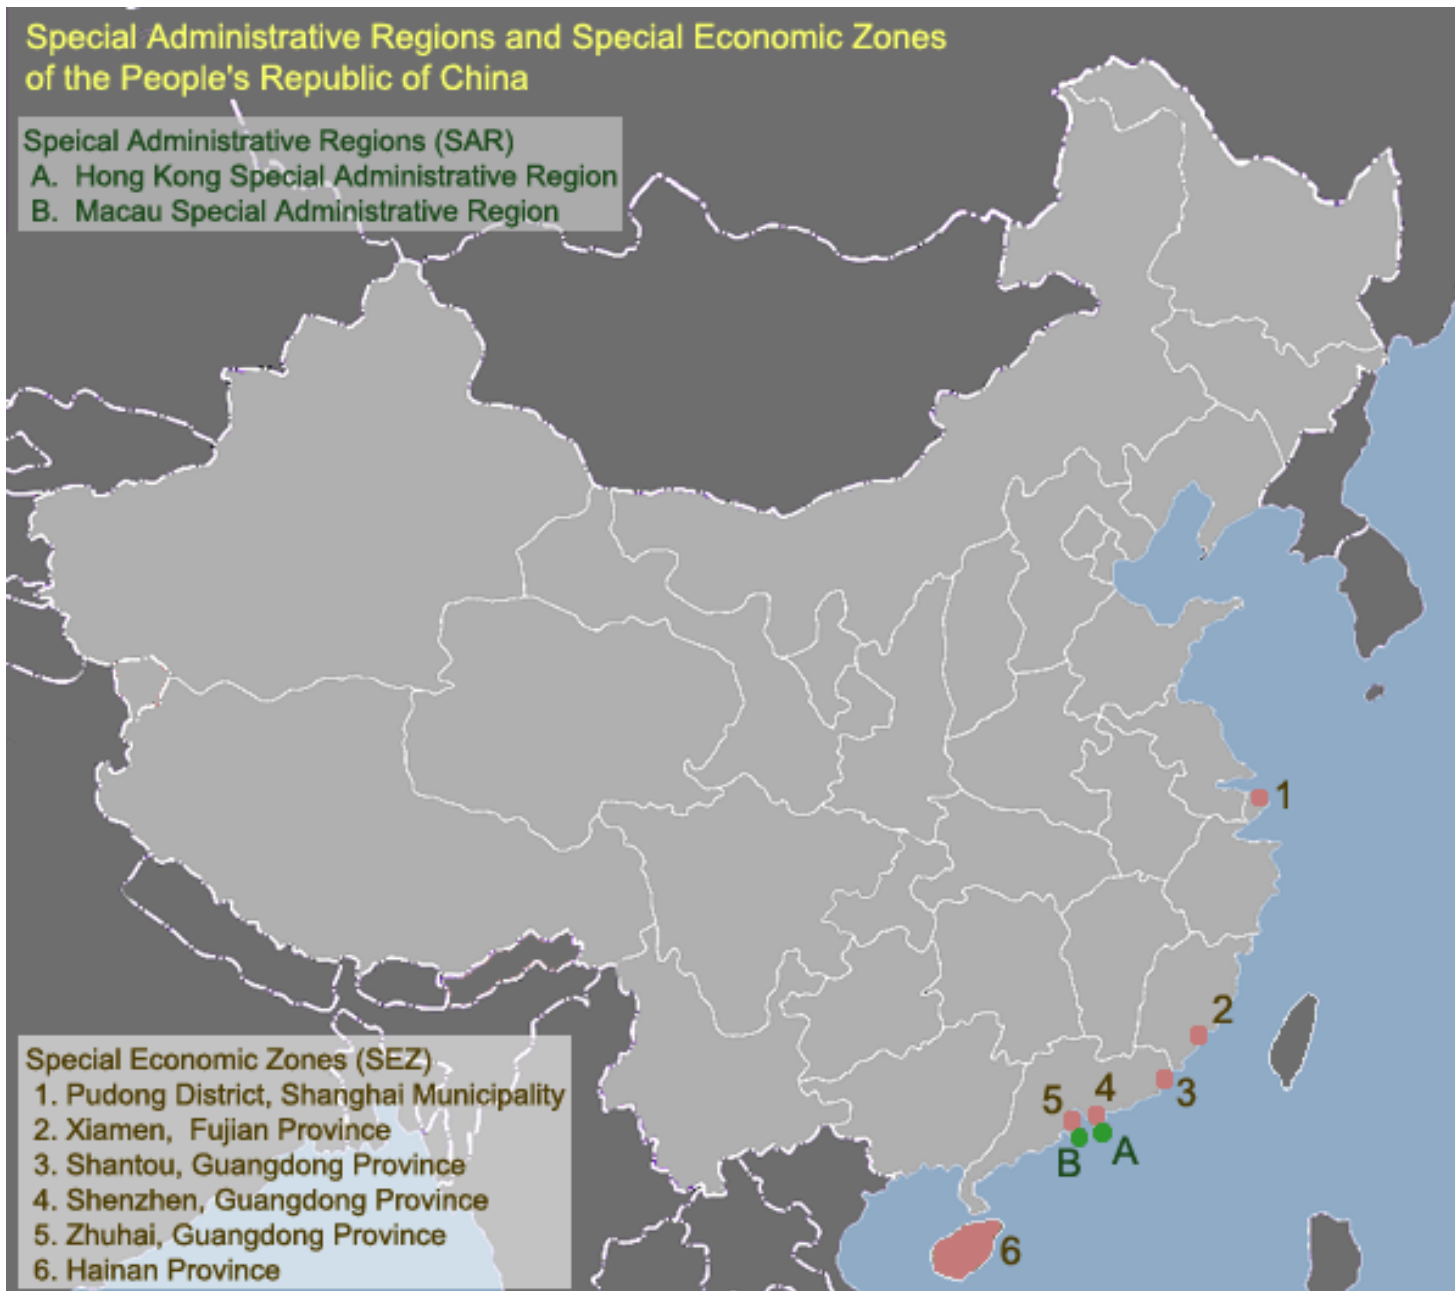 Special Administrative Regions and Special Economic Zones
of the People's Republic of China
Speical Administrative Regions (SAR)
A. Hong Kong Special Administrative Region
B. Macau Special Administrative Region
1
2
3
4
5
A
B
6
Special Economic Zones (SEZ)
1. Pudong District, Shanghai Municipality
2. Xiamen, Fujian Province
3. Shantou, Guangdong Province
4. Shenzhen, Guangdong Province
5. Zhuhai, Guangdong Province
6. Hainan Province